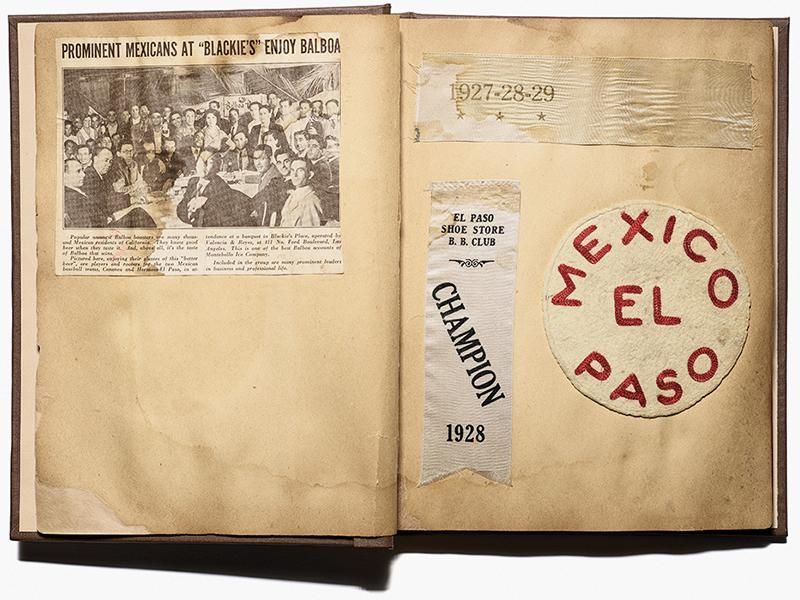 PROMINENT MEXICANS AT "BLACKIE'S" ENJOY BALBOA
Popular Balboa boosters are many thous-
and Mexican residents of California. They know good
beer when they taste it. And, above all, it's the taste
of Balboa that wins.
Pictured here, enjoying their glasses of this "better
beer", are players and rooters for the two Mexican
baseball teams, Cananea and El Paso, in at-
tendance at a banquet in Blackie's Place, operated by
Valencia & Reyes, at 411 No. Ford Boulevard, Los
Angeles. This is one of the best Balboa accounts of
Montebello Ice Company.
Included in the group are many prominent leaders
in business and professional life.
1927-28-29
EL PASO
SHOE STORE
B. B. CLUB
CHAMPION
1928
MEXICO
EL
PASO